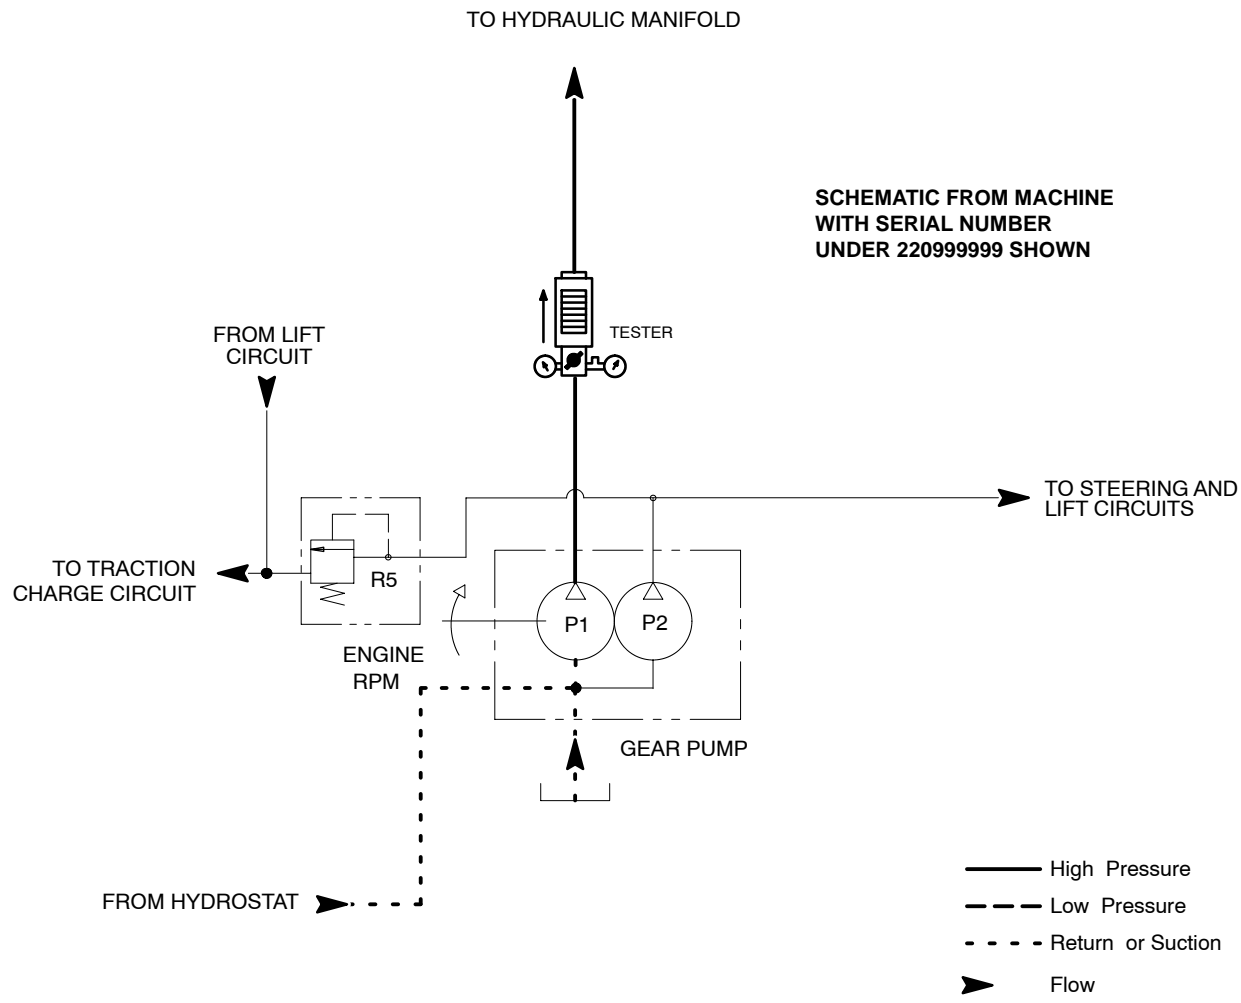 TO HYDRAULIC MANIFOLD
SCHEMATIC FROM MACHINE
WITH SERIAL NUMBER
UNDER 220999999 SHOWN
FROM LIFT
CIRCUIT
TESTER
TO STEERING AND
LIFT CIRCUITS
TO TRACTION
CHARGE CIRCUIT
R5
P1
P2
ENGINE
RPM
GEAR PUMP
FROM HYDROSTAT
High Pressure
Low Pressure
Return or Suction
Flow